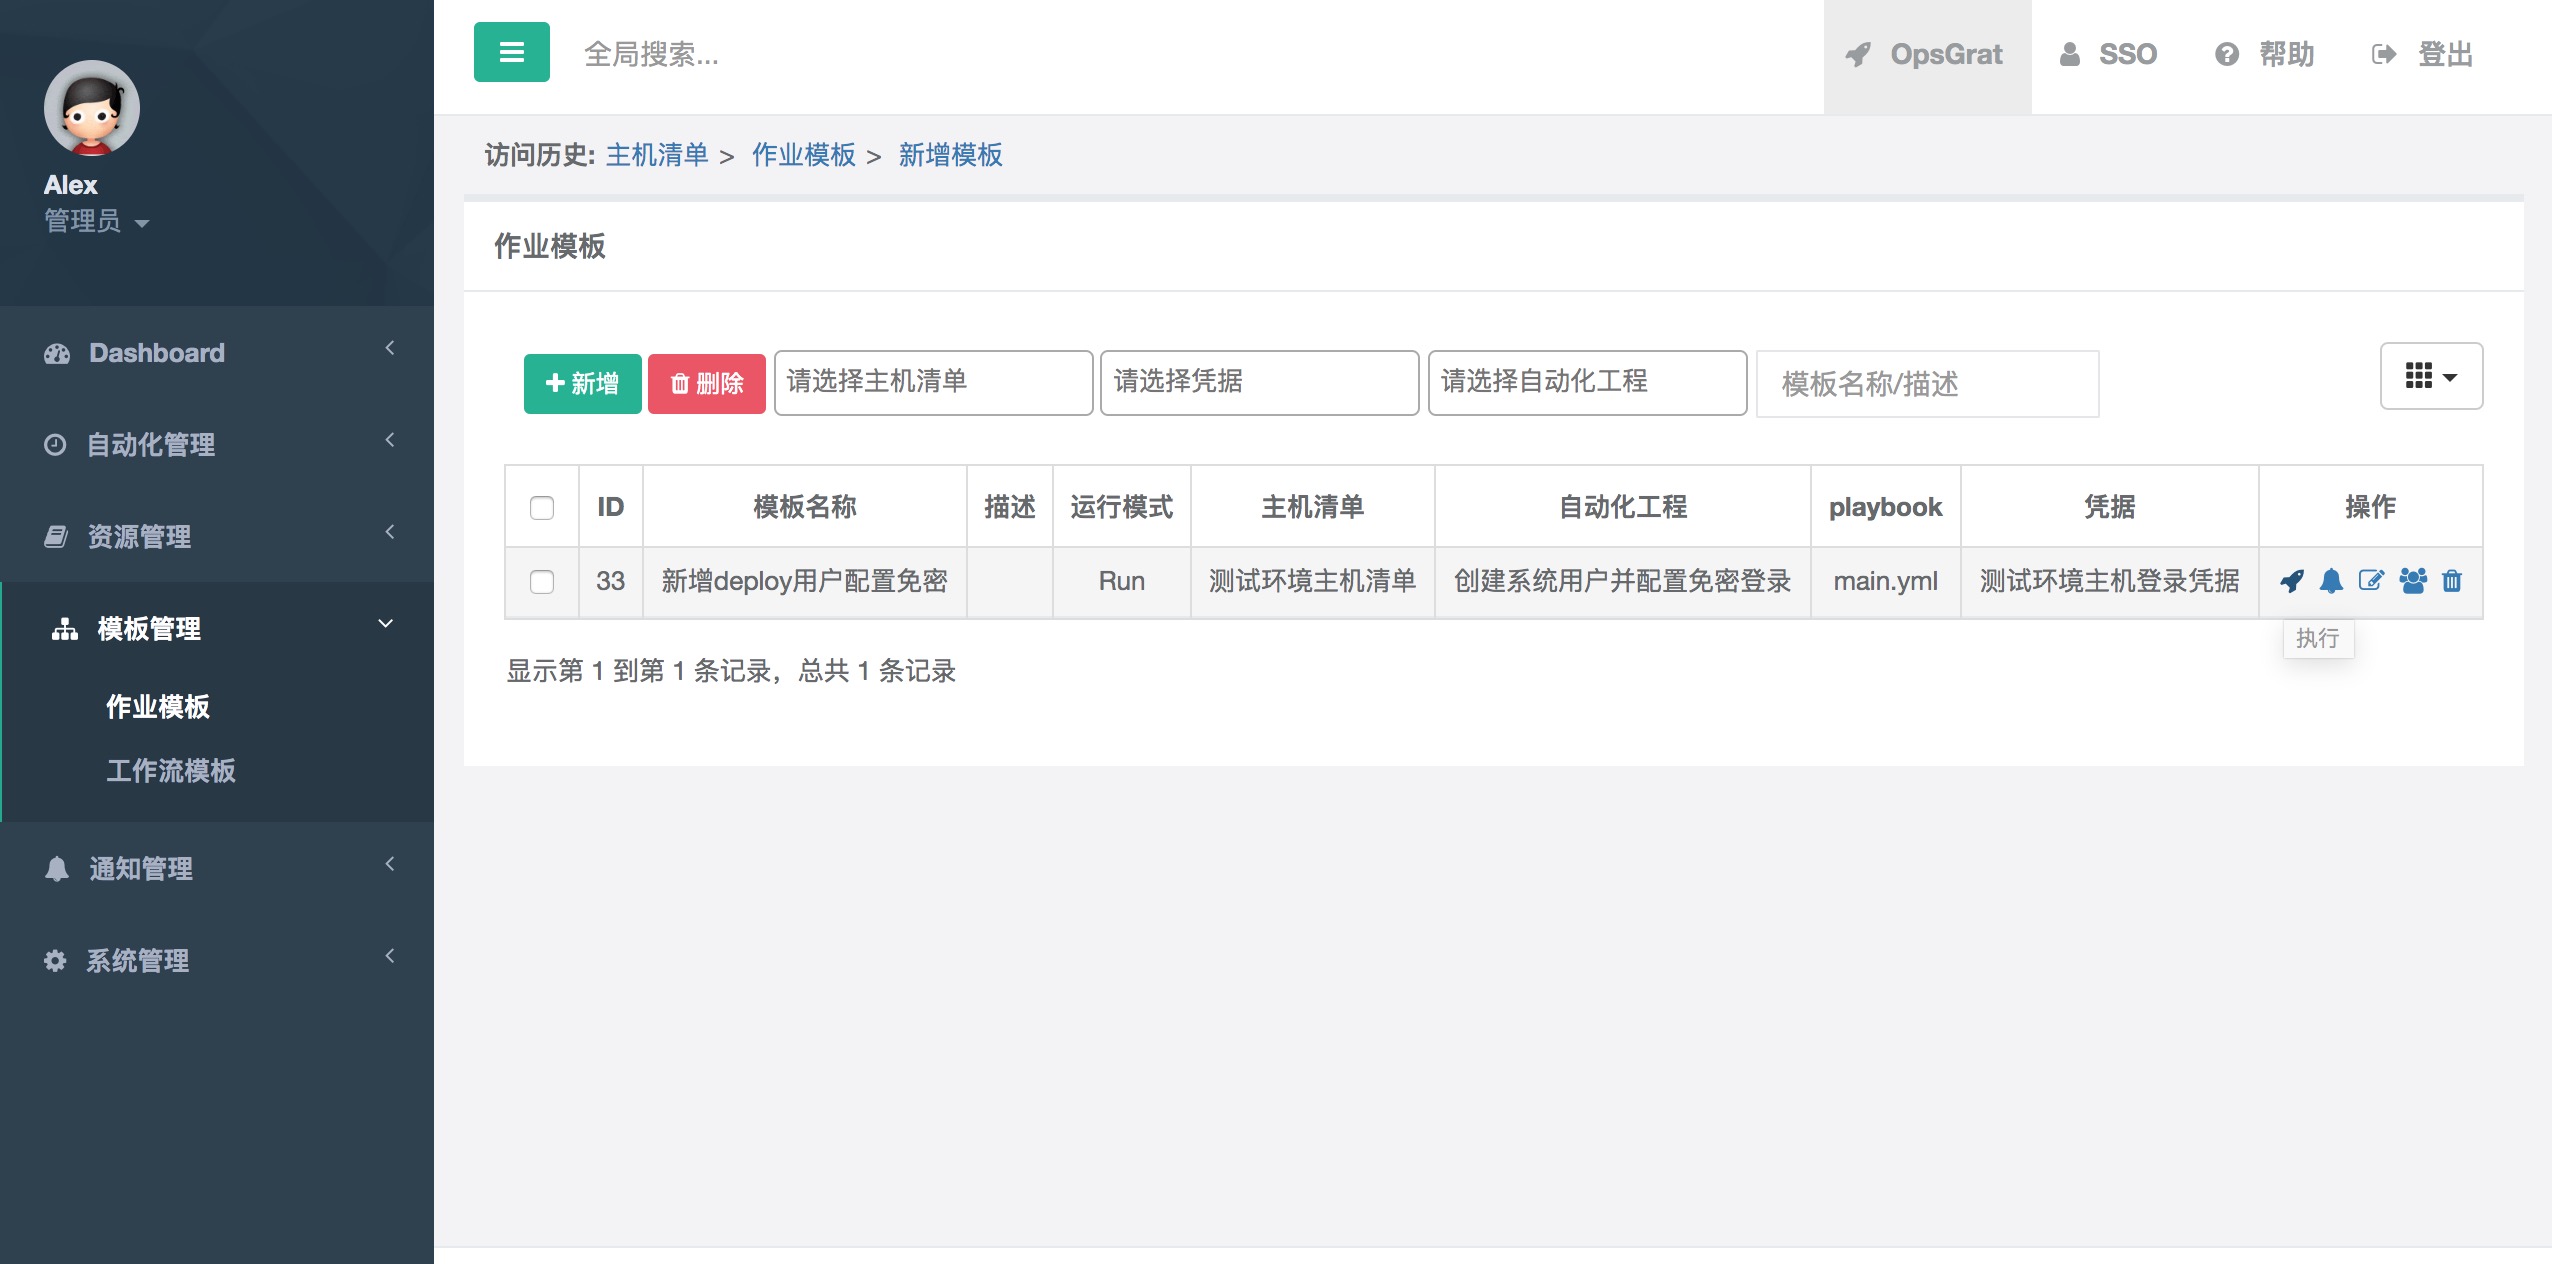 全局搜索...
OpsGrat
SSO
帮助
登出
Alex
管理员
Dashboard
自动化管理
资源管理
模板管理
作业模板
工作流模板
通知管理
系统管理
访问历史: 主机清单 > 作业模板 > 新增模板
作业模板
新增 删除 请选择主机清单 请选择凭据 请选择自动化工程 模板名称/描述
ID 模板名称 描述 运行模式 主机清单 自动化工程 playbook 凭据 操作
33 新增deploy用户配置免密 Run 测试环境主机清单 创建系统用户并配置免密登录 main.yml 测试环境主机登录凭据
执行
显示第 1 到第 1 条记录，总共 1 条记录